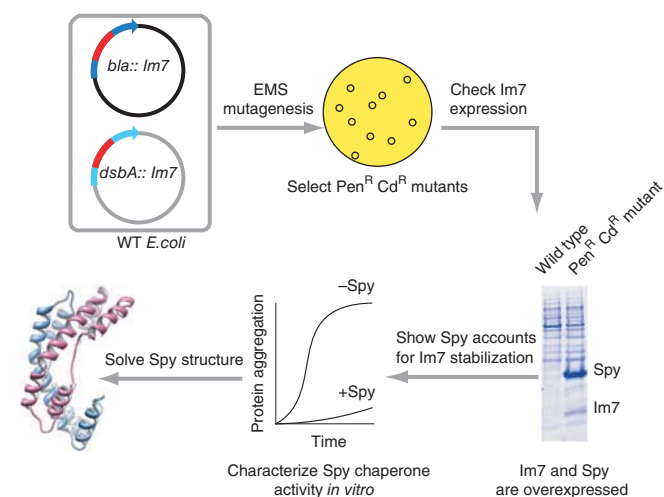 bla:: Im7
dsbA:: Im7
WT E.coli
EMS
mutagenesis
Select Pen^R Cd^R mutants
Check Im7
expression
Wild type
Pen^R Cd^R mutant
Spy
Im7
Im7 and Spy
are overexpressed
Show Spy accounts
for Im7 stabilization
Protein aggregation
–Spy
+Spy
Time
Characterize Spy chaperone
activity in vitro
Solve Spy structure